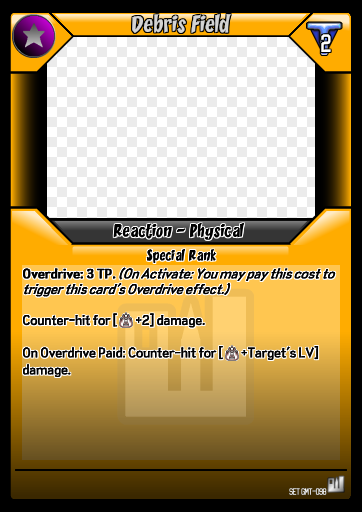 Debris Field
2
Reaction - Physical
Special Rank
Overdrive: 3 TP. (On Activate: You may pay this cost to
trigger this card's Overdrive effect.)
Counter-hit for [ +2] damage.
On Overdrive Paid: Counter-hit for [ +Target's LV]
damage.
SET GMT-098